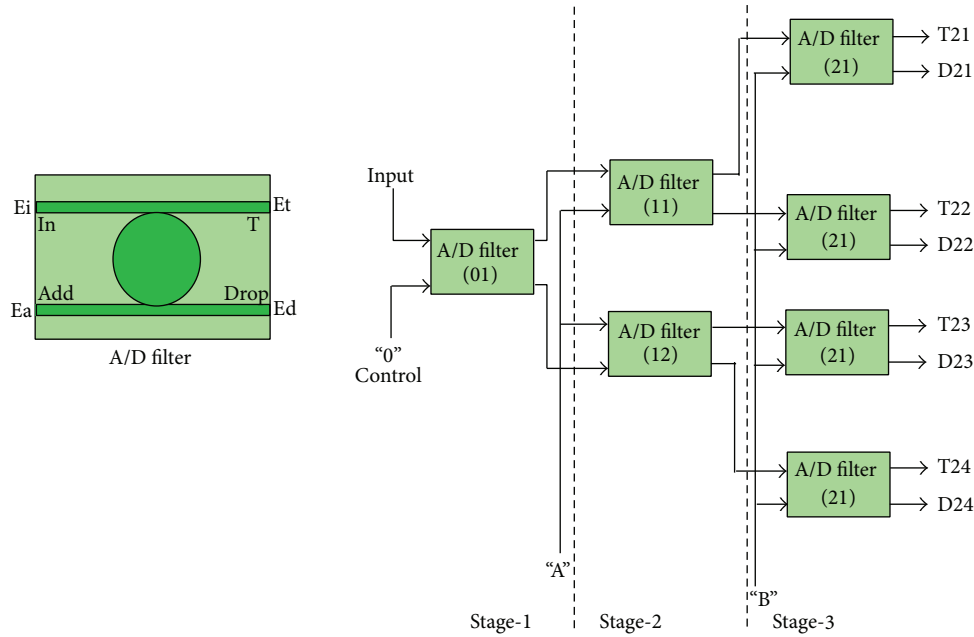 Ei
Et
In
T
Add
Drop
Ea
Ed
A/D filter
Input
A/D filter
(01)
“0”
Control
A/D filter
(11)
A/D filter
(12)
“A”
A/D filter
(21)
T21
D21
A/D filter
(21)
T22
D22
A/D filter
(21)
T23
D23
A/D filter
(21)
T24
D24
“B”
Stage-1
Stage-2
Stage-3